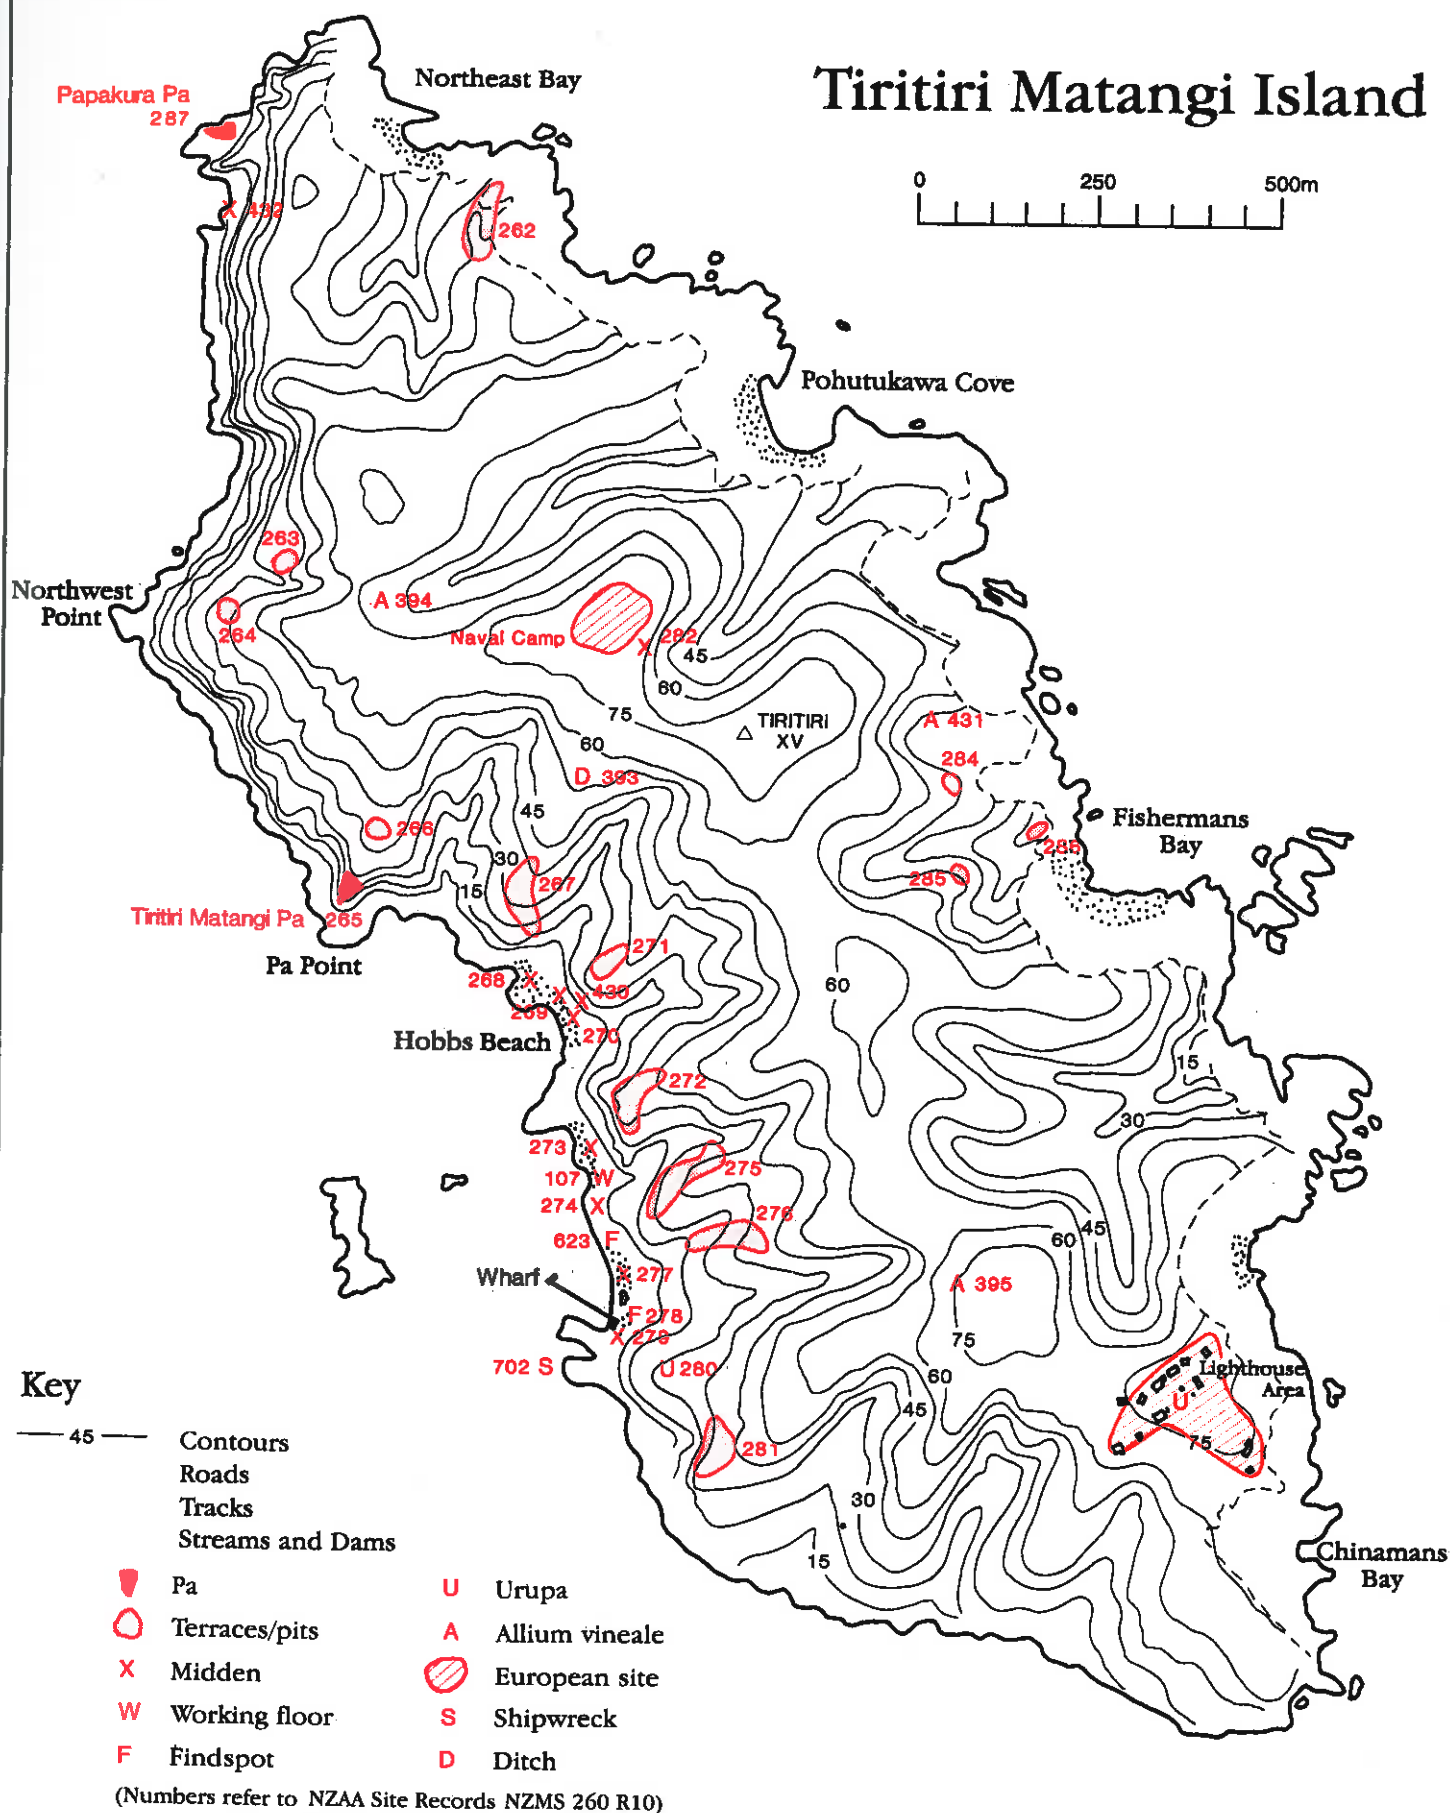 Tiritiri Matangi Island
0 250 500m
Northeast Bay
Papakura Pa
287
X 432
262
Pohutukawa Cove
263
Northwest
Point
264
A 394
Naval Camp
X 282
45
60
75
TIRITIRI
XV
60
D 393
A 431
284
45
266
30
15
267
Fishermans
Bay
286
285
Tiritiri Matangi Pa 265
Pa Point
271
268 X
X
X 430
269
X
270
Hobbs Beach
60
15
30
272
273 X
107 W
274 X
275
276
623 F
Wharf
X 277
F 278
X 279
702 S
U 280
45
60
A 395
75
60
45
Lighthouse
Area
U
75
281
30
15
Chinamans
Bay
Key
45 Contours
Roads
Tracks
Streams and Dams
Pa
Terraces/pits
X Midden
W Working floor
F Findspot
U Urupa
A Allium vineale
European site
S Shipwreck
D Ditch
(Numbers refer to NZAA Site Records NZMS 260 R10)